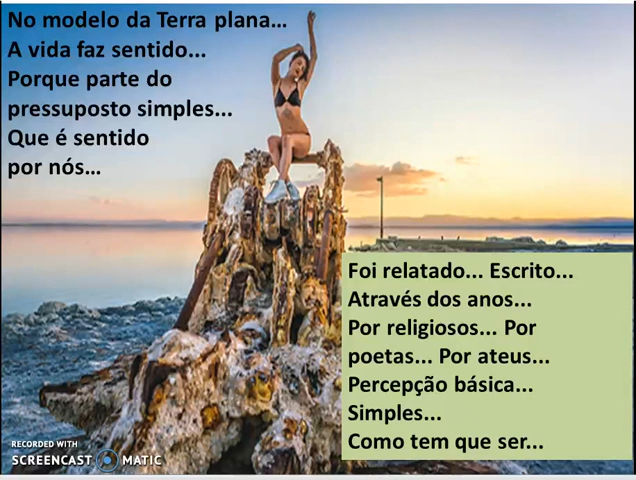 No modelo da Terra plana...
A vida faz sentido...
Porque parte do
pressuposto simples...
Que é sentido
por nós...
Foi relatado... Escrito...
Através dos anos...
Por religiosos... Por
poetas... Por ateus...
Percepção básica...
Simples...
Como tem que ser...
RECORDED WITH
SCREENCAST MATIC